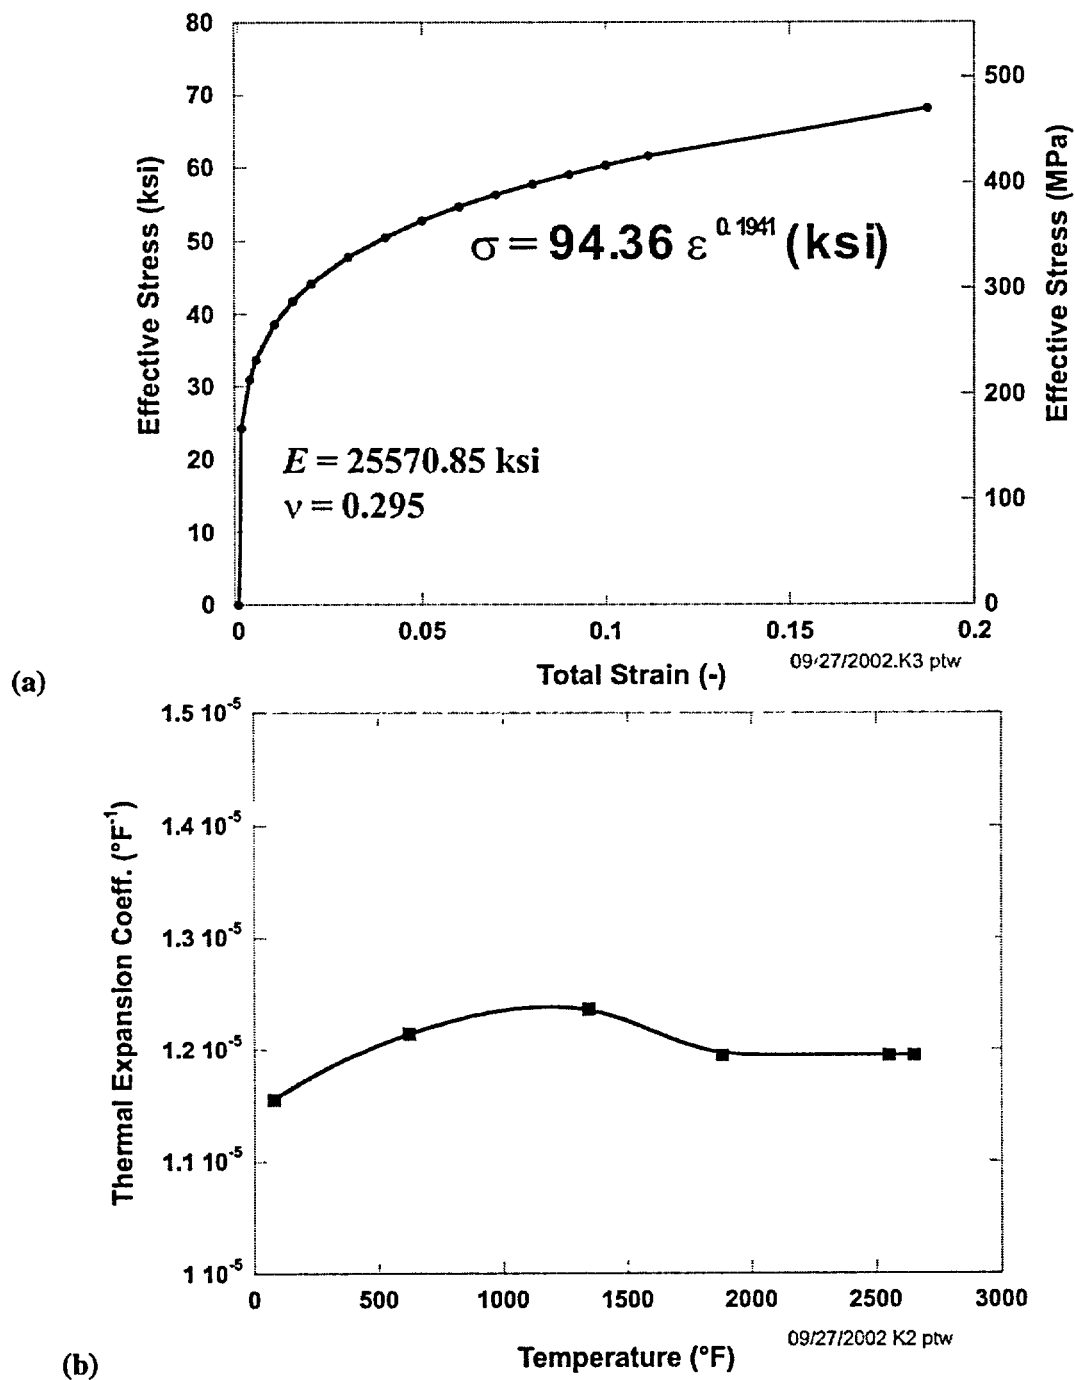 80
70
60
50
40
30
20
10
0
Effective Stress (ksi)
500
400
300
200
100
0
Effective Stress (MPa)
σ = 94.36 ε^0.1941 (ksi)
E = 25570.85 ksi
ν = 0.295
0 0.05 0.1 0.15 0.2
Total Strain (-)
09/27/2002.K3 ptw
(a)
1.5 10^-5
1.4 10^-5
1.3 10^-5
1.2 10^-5
1.1 10^-5
1 10^-5
Thermal Expansion Coeff. (°F^-1)
0 500 1000 1500 2000 2500 3000
Temperature (°F)
09/27/2002 K2 ptw
(b)